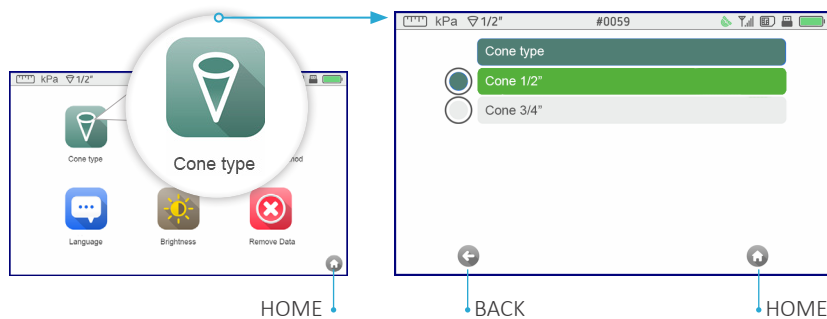 kPa 1/2"
Cone type
Cone type
nod
Language
Brightness
Remove Data
HOME
kPa 1/2" #0059
Cone type
Cone 1/2”
Cone 3/4”
BACK
HOME